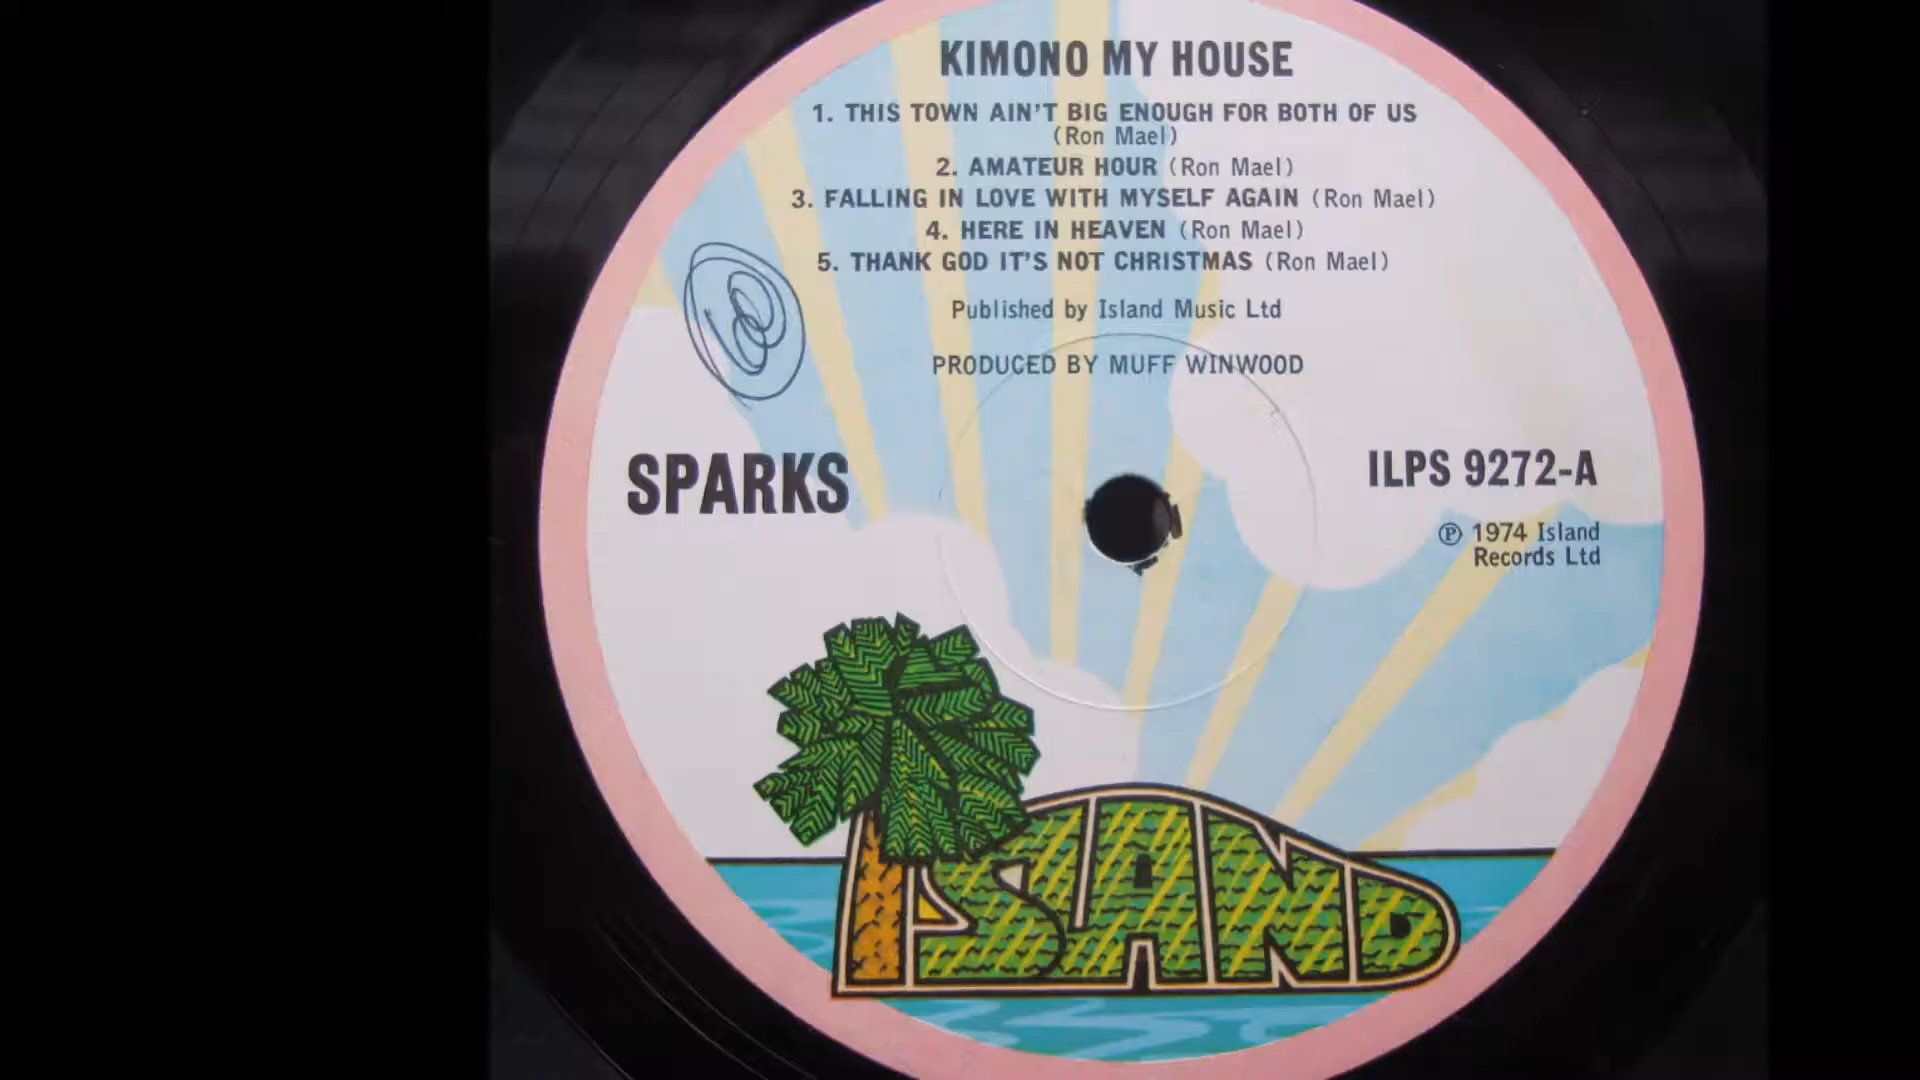 KIMONO MY HOUSE
1. THIS TOWN AIN'T BIG ENOUGH FOR BOTH OF US
(Ron Mael)
2. AMATEUR HOUR (Ron Mael)
3. FALLING IN LOVE WITH MYSELF AGAIN (Ron Mael)
4. HERE IN HEAVEN (Ron Mael)
5. THANK GOD IT'S NOT CHRISTMAS (Ron Mael)
Published by Island Music Ltd
PRODUCED BY MUFF WINWOOD
SPARKS
ILPS 9272-A
Ⓟ 1974 Island
Records Ltd
ISLAND